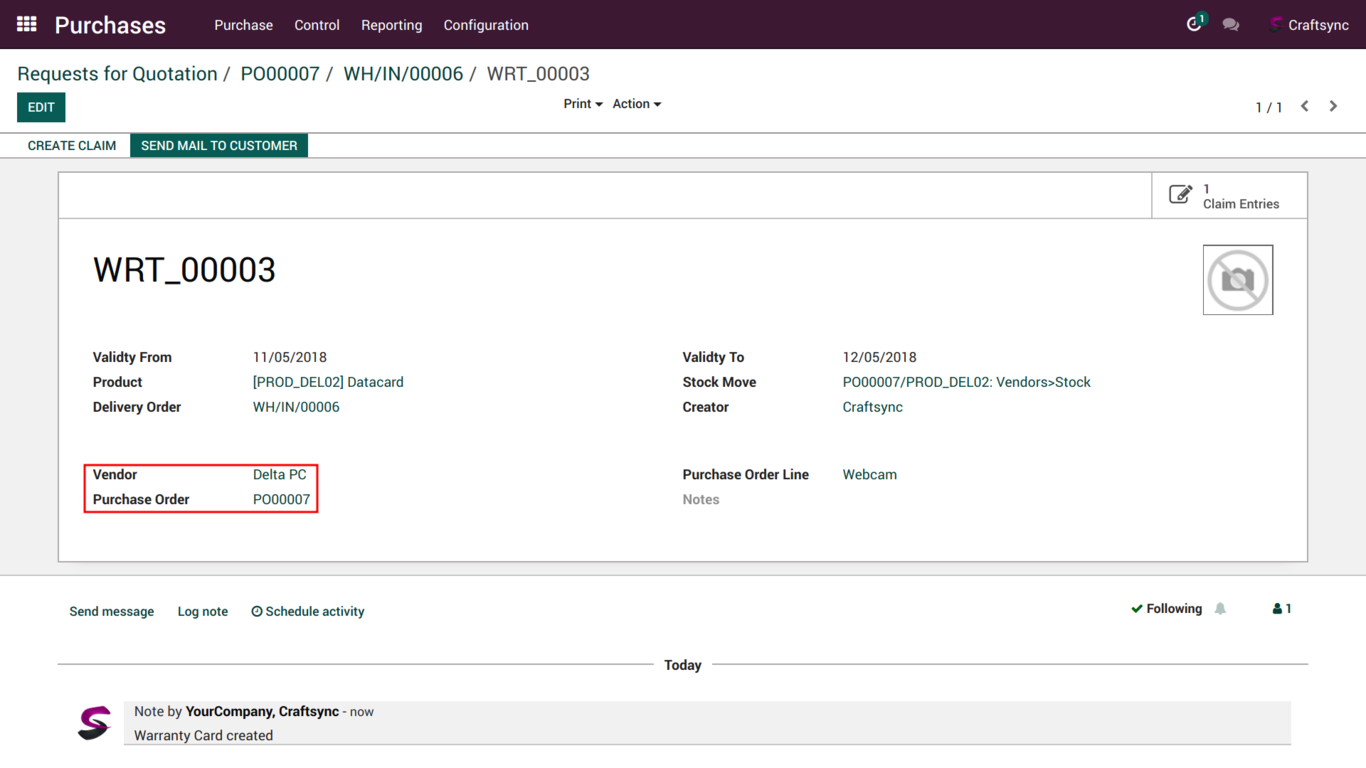 Purchases Purchase Control Reporting Configuration 1 Craftsync
Requests for Quotation / PO00007 / WH/IN/00006 / WRT_00003
EDIT Print Action 1 / 1
CREATE CLAIM SEND MAIL TO CUSTOMER
1
Claim Entries
WRT_00003
Validty From 11/05/2018 Validty To 12/05/2018
Product [PROD_DEL02] Datacard Stock Move PO00007/PROD_DEL02: Vendors>Stock
Delivery Order WH/IN/00006 Creator Craftsync
Vendor Delta PC Purchase Order Line Webcam
Purchase Order PO00007 Notes
Send message Log note Schedule activity Following 1
Today
Note by YourCompany, Craftsync - now
Warranty Card created